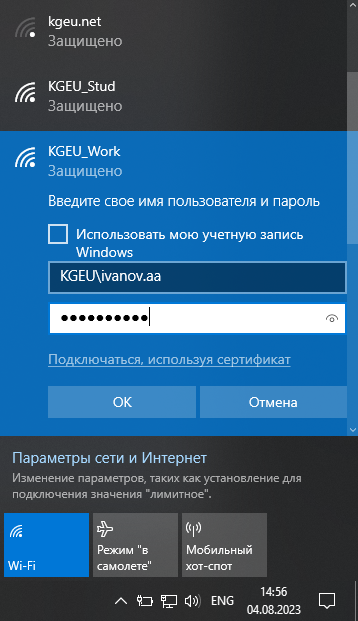 kgeu.net
Защищено
KGEU_Stud
Защищено
KGEU_Work
Защищено
Введите свое имя пользователя и пароль
Использовать мою учетную запись
Windows
KGEU\ivanov.aa
●●●●●●●●●●
Подключаться, используя сертификат
OK
Отмена
Параметры сети и Интернет
Изменение параметров, таких как установление для
подключения значения "лимитное".
Wi-Fi
Режим "в
самолете"
Мобильный
хот-спот
ENG
14:56
04.08.2023